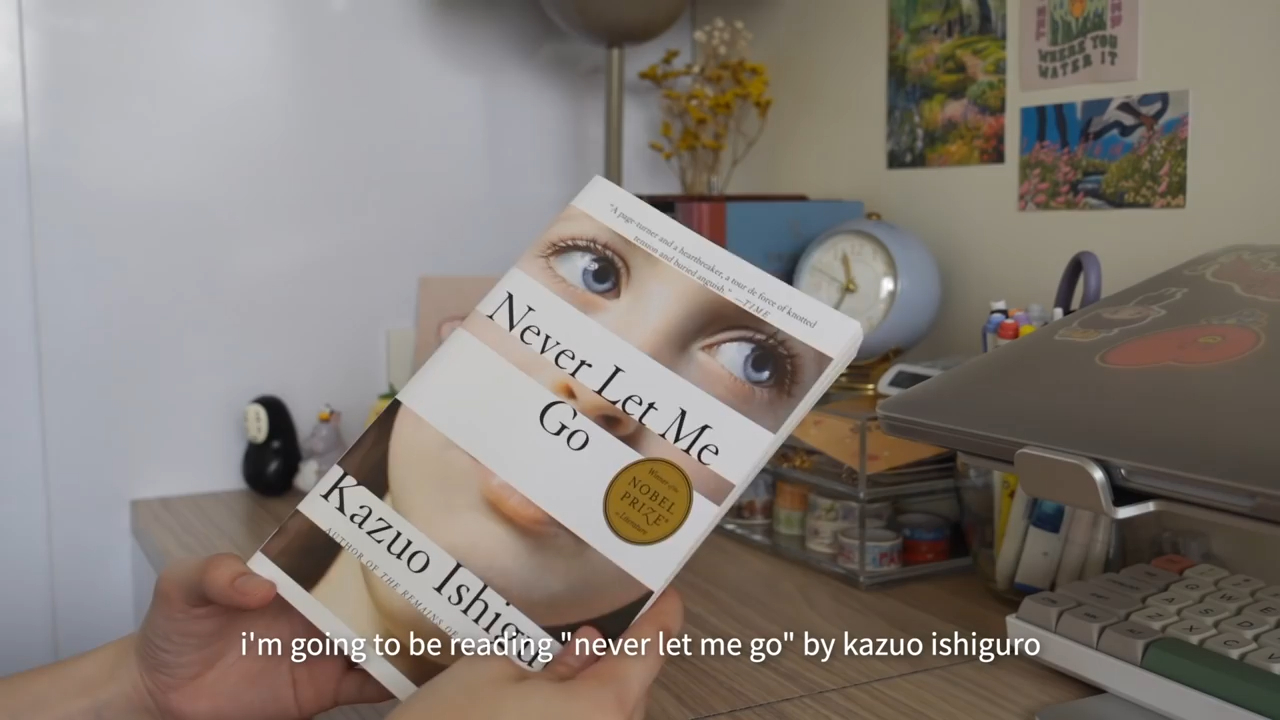 WHERE YOU
WATER IT
"A page-turner and a heartbreaker, a tour de force of knotted
tension and buried anguish." —TIME
Never Let Me
Go
Winner of the
NOBEL
PRIZE
in Literature
Kazuo Ishigu
AUTHOR OF THE REMAINS OF
i'm going to be reading "never let me go" by kazuo ishiguro